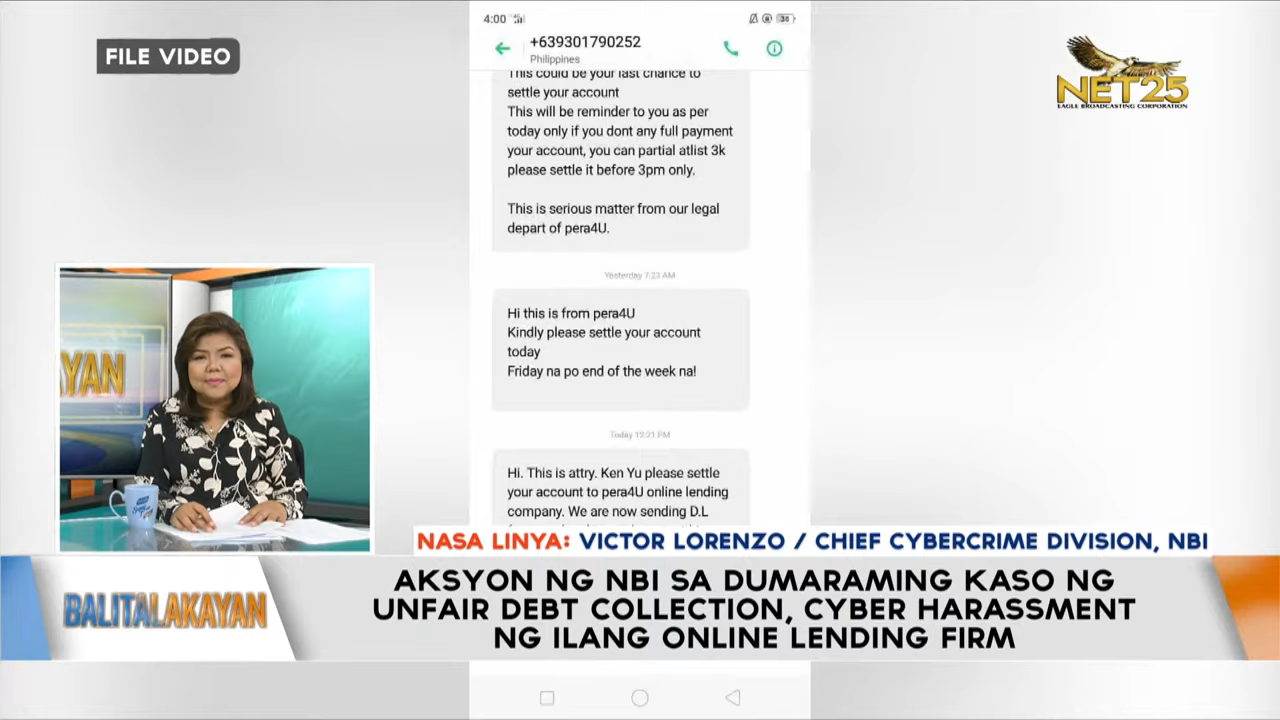 FILE VIDEO
4:00
38
+639301790252
Philippines
NET25
EAGLE BROADCASTING CORPORATION
This could be your last chance to
settle your account
This will be reminder to you as per
today only if you dont any full payment
your account, you can partial atlist 3k
please settle it before 3pm only.
This is serious matter from our legal
depart of pera4U.
Yesterday 7:23 AM
Hi this is from pera4U
Kindly please settle your account
today
Friday na po end of the week na!
Today 12:21 PM
Hi. This is attry. Ken Yu please settle
your account to pera4U online lending
company. We are now sending D.L
YAN
NASA LINYA: VICTOR LORENZO / CHIEF CYBERCRIME DIVISION, NBI
BALITALAKAYAN
AKSYON NG NBI SA DUMARAMING KASO NG
UNFAIR DEBT COLLECTION, CYBER HARASSMENT
NG ILANG ONLINE LENDING FIRM